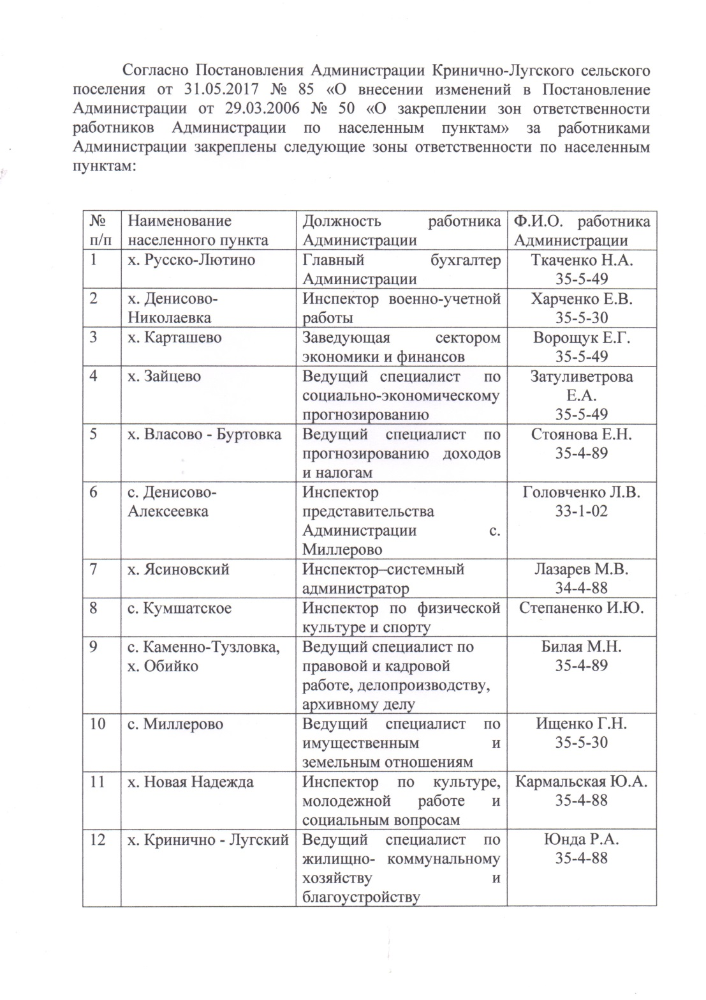 Согласно Постановления Администрации Кринично-Лугского сельского
поселения от 31.05.2017 № 85 «О внесении изменений в Постановление
Администрации от 29.03.2006 № 50 «О закреплении зон ответственности
работников Администрации по населенным пунктам» за работниками
Администрации закреплены следующие зоны ответственности по населенным
пунктам:
№ п/п
Наименование
населенного пункта
Должность работника
Администрации
Ф.И.О. работника
Администрации
1
х. Русско-Лютино
Главный бухгалтер
Администрации
Ткаченко Н.А.
35-5-49
2
х. Денисово-
Николаевка
Инспектор военно-учетной
работы
Харченко Е.В.
35-5-30
3
х. Карташево
Заведующая сектором
экономики и финансов
Ворощук Е.Г.
35-5-49
4
х. Зайцево
Ведущий специалист по
социально-экономическому
прогнозированию
Затуливетрова
Е.А.
35-5-49
5
х. Власово - Буртовка
Ведущий специалист по
прогнозированию доходов
и налогам
Стоянова Е.Н.
35-4-89
6
с. Денисово-
Алексеевка
Инспектор
представительства
Администрации с.
Миллерово
Головченко Л.В.
33-1-02
7
х. Ясиновский
Инспектор–системный
администратор
Лазарев М.В.
34-4-88
8
с. Кумшатское
Инспектор по физической
культуре и спорту
Степаненко И.Ю.
9
с. Каменно-Тузловка,
х. Обийко
Ведущий специалист по
правовой и кадровой
работе, делопроизводству,
архивному делу
Билая М.Н.
35-4-89
10
с. Миллерово
Ведущий специалист по
имущественным и
земельным отношениям
Ищенко Г.Н.
35-5-30
11
х. Новая Надежда
Инспектор по культуре,
молодежной работе и
социальным вопросам
Кармальская Ю.А.
35-4-88
12
х. Кринично - Лугский
Ведущий специалист по
жилищно- коммунальному
хозяйству и
благоустройству
Юнда Р.А.
35-4-88